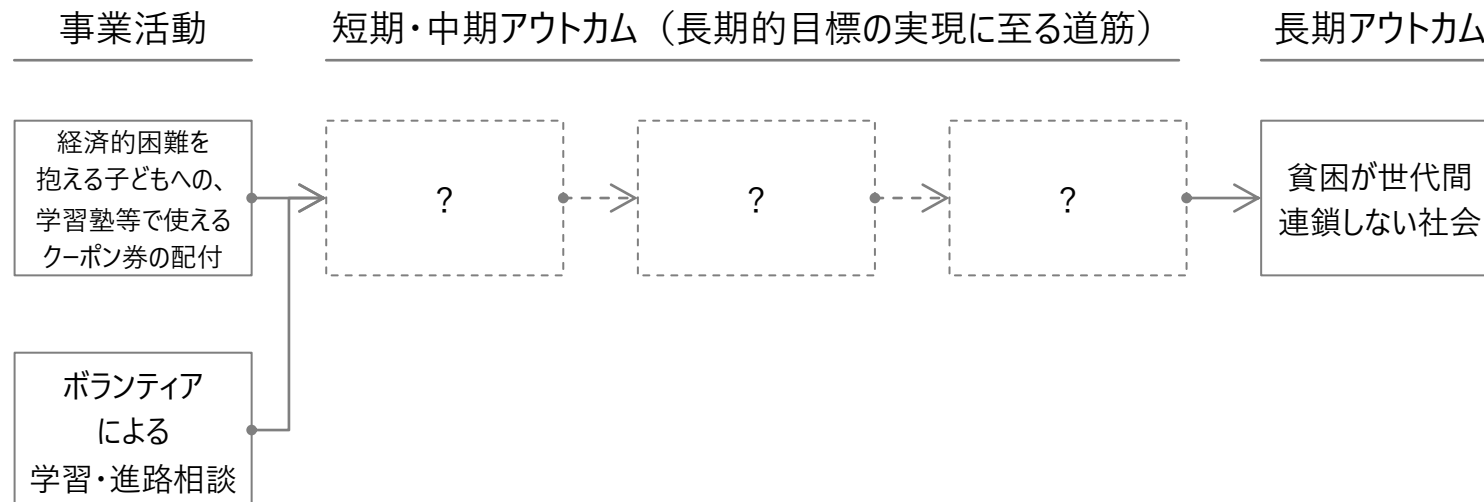 事業活動
短期・中期アウトカム（長期的目標の実現に至る道筋）
長期アウトカム
経済的困難を
抱える子どもへの、
学習塾等で使える
クーポン券の配付
?
?
?
貧困が世代間
連鎖しない社会
ボランティア
による
学習・進路相談